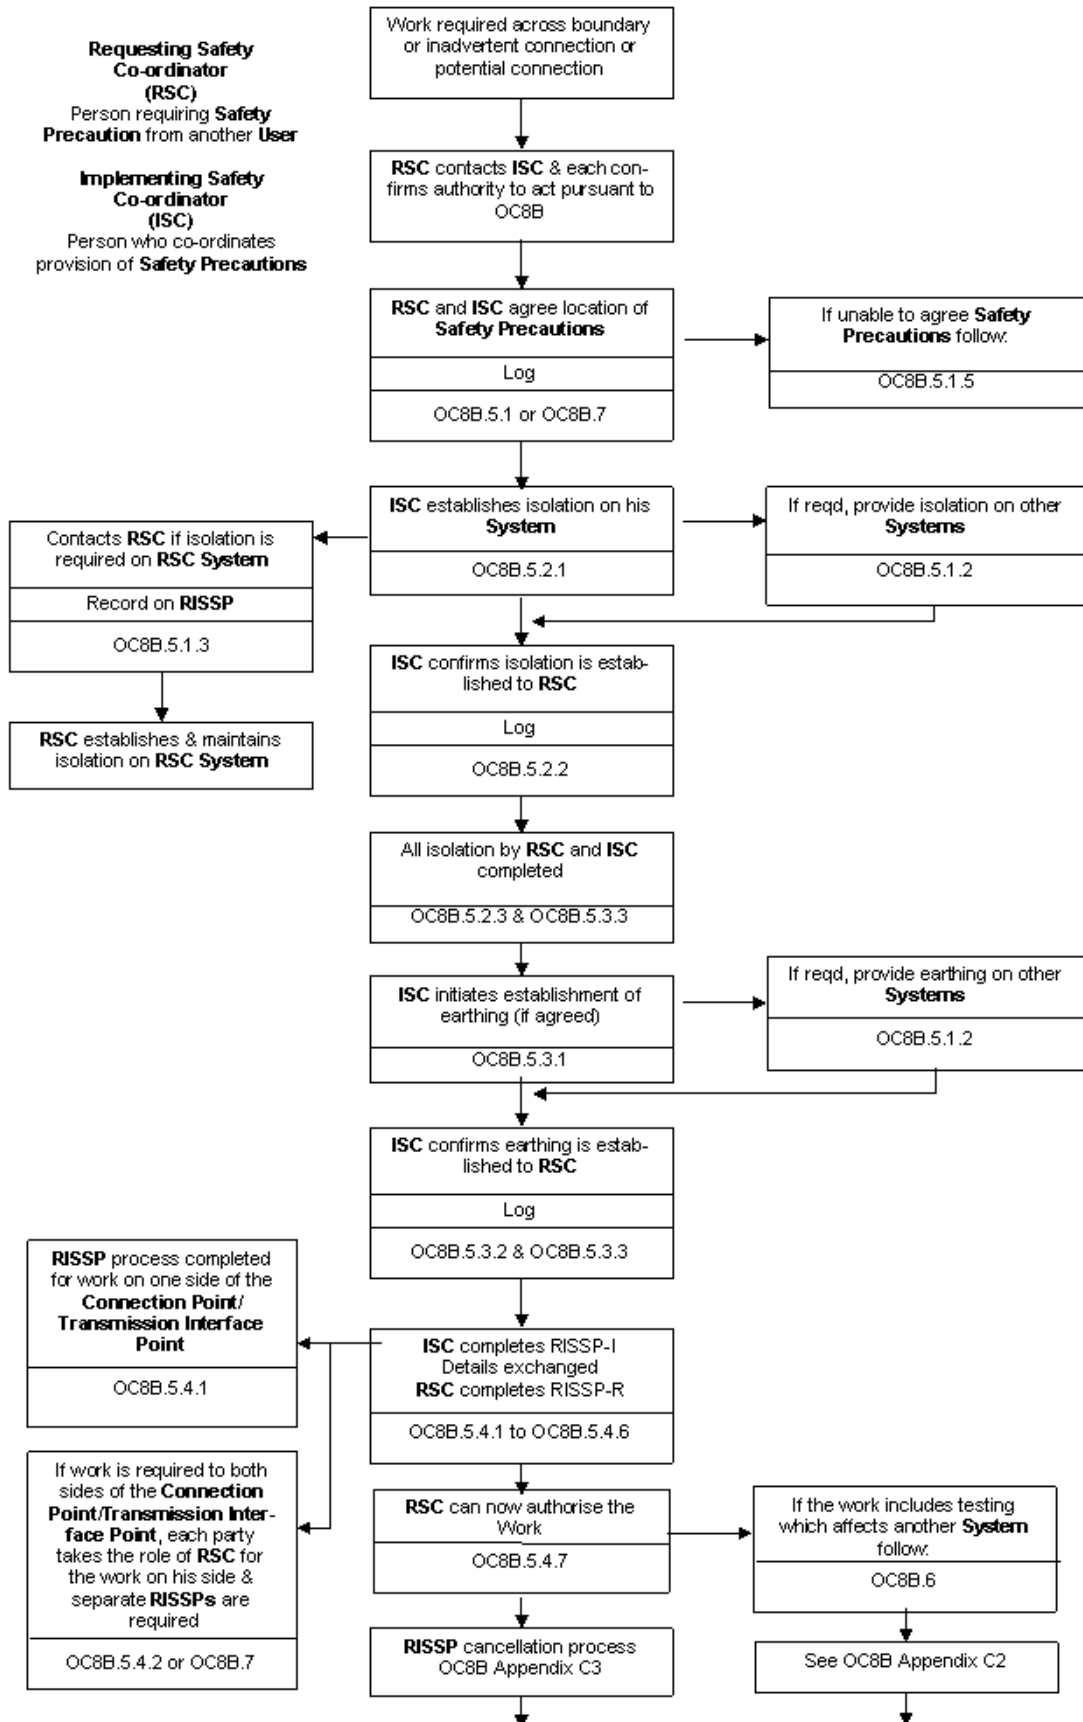 Requesting Safety
Co-ordinator
(RSC)
Person requiring Safety
Precaution from another User
Implementing Safety
Co-ordinator
(ISC)
Person who co-ordinates
provision of Safety Precautions
Work required across boundary
or inadvertent connection or
potential connection
RSC contacts ISC & each con-
firms authority to act pursuant to
OC8B
RSC and ISC agree location of
Safety Precautions
Log
OC8B.5.1 or OC8B.7
If unable to agree Safety
Precautions follow:
OC8B.5.1.5
ISC establishes isolation on his
System
OC8B.5.2.1
If reqd, provide isolation on other
Systems
OC8B.5.1.2
Contacts RSC if isolation is
required on RSC System
Record on RISSP
OC8B.5.1.3
RSC establishes & maintains
isolation on RSC System
ISC confirms isolation is estab-
lished to RSC
Log
OC8B.5.2.2
All isolation by RSC and ISC
completed
OC8B.5.2.3 & OC8B.5.3.3
ISC initiates establishment of
earthing (if agreed)
OC8B.5.3.1
If reqd, provide earthing on other
Systems
OC8B.5.1.2
ISC confirms earthing is estab-
lished to RSC
Log
OC8B.5.3.2 & OC8B.5.3.3
RISSP process completed
for work on one side of the
Connection Point/
Transmission Interface
Point
OC8B.5.4.1
ISC completes RISSP-I
Details exchanged
RSC completes RISSP-R
OC8B.5.4.1 to OC8B.5.4.6
If work is required to both
sides of the Connection
Point/Transmission Inter-
face Point, each party
takes the role of RSC for
the work on his side &
separate RISSPs are
required
OC8B.5.4.2 or OC8B.7
RSC can now authorise the
Work
OC8B.5.4.7
If the work includes testing
which affects another System
follow:
OC8B.6
RISSP cancellation process
OC8B Appendix C3
See OC8B Appendix C2